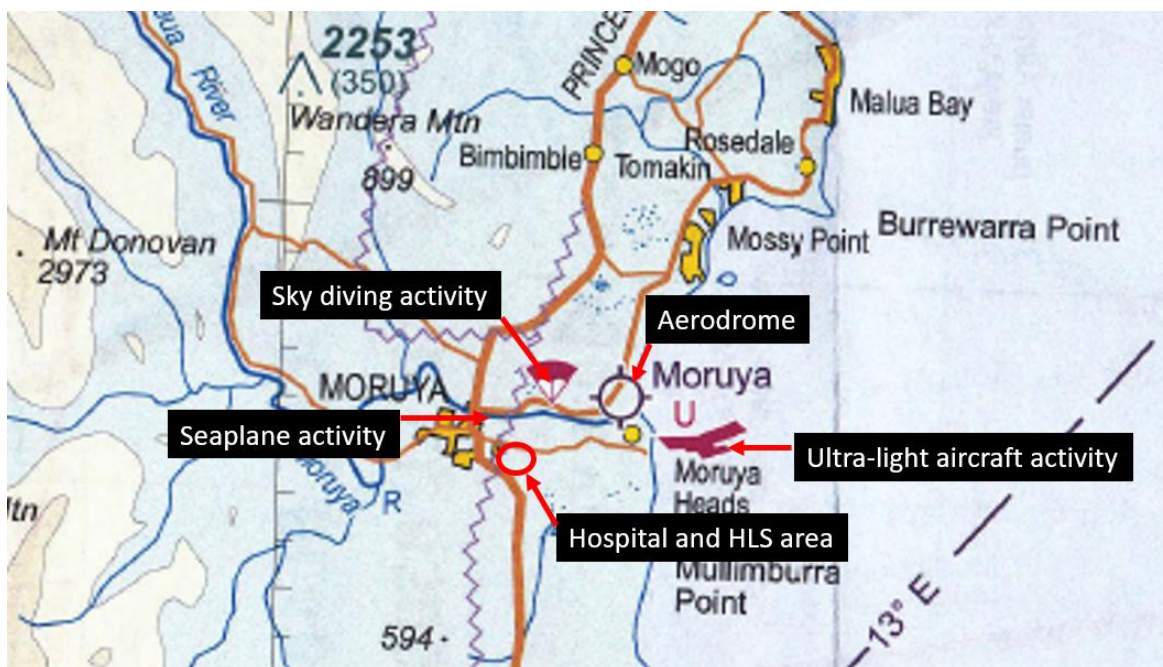 2253
(350)
River
Wandera Mtn
899
Mt Donovan
2973
PRINCES
Mogo
Malua Bay
Bimbimbie
Rosedale
Tomakin
Mossy Point
Burrewarra Point
Sky diving activity
Aerodrome
MORUYA
Moruya
U
Seaplane activity
Ultra-light aircraft activity
Moruya
R
Moruya
Heads
Hospital and HLS area
Mullimburra
Point
594
13° E